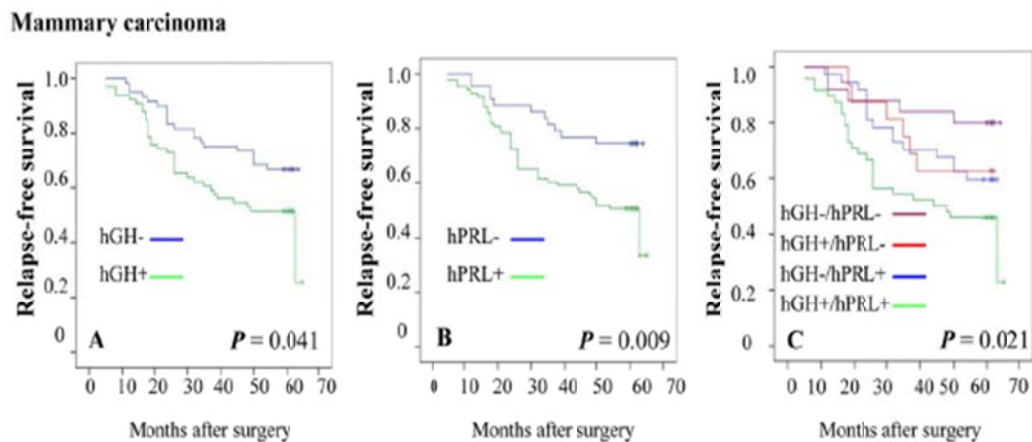 Mammary carcinoma
Relapse-free survival
1.0
0.8
0.6
0.4
0.2
0
hGH-
hGH+
A
P = 0.041
0 10 20 30 40 50 60 70
Months after surgery
Relapse-free survival
1.0
0.8
0.6
0.4
0.2
0
hPRL-
hPRL+
B
P = 0.009
0 10 20 30 40 50 60 70
Months after surgery
Relapse-free survival
1.0
0.8
0.6
0.4
0.2
0
hGH-/hPRL-
hGH+/hPRL-
hGH-/hPRL+
hGH+/hPRL+
C
P = 0.021
0 10 20 30 40 50 60 70
Months after surgery